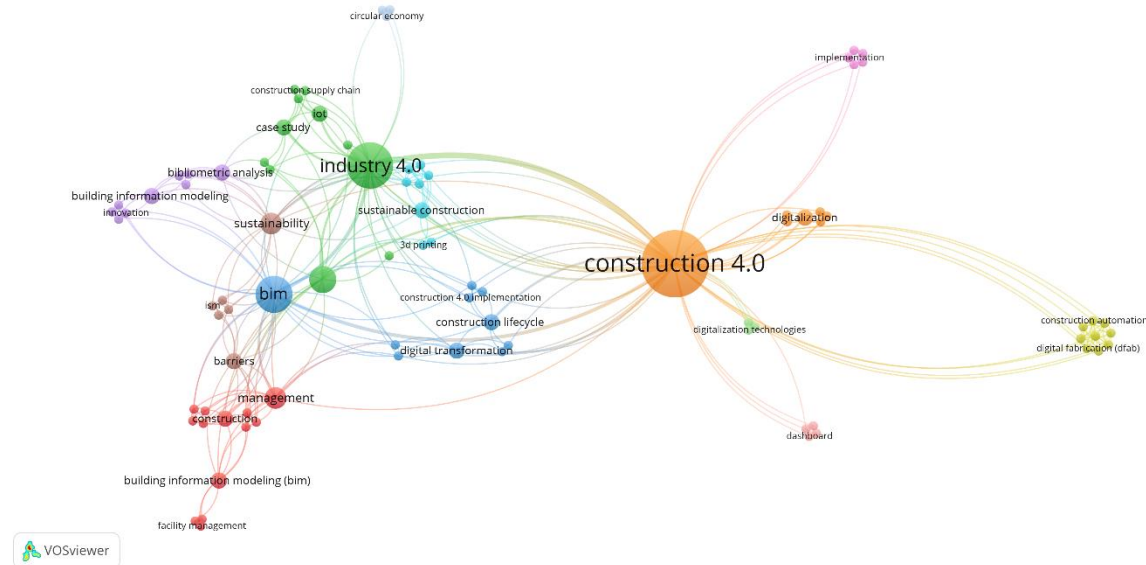 circular economy
implementation
construction supply chain
iot
case study
industry 4.0
bibliometric analysis
building information modeling
innovation
sustainable construction
digitalization
sustainability
3d printing
construction 4.0
bim
construction 4.0 implementation
ism
construction lifecycle
construction automation
digitalization technologies
digital fabrication (dfab)
digital transformation
barriers
management
construction
dashboard
building information modeling (bim)
facility management
VOSviewer